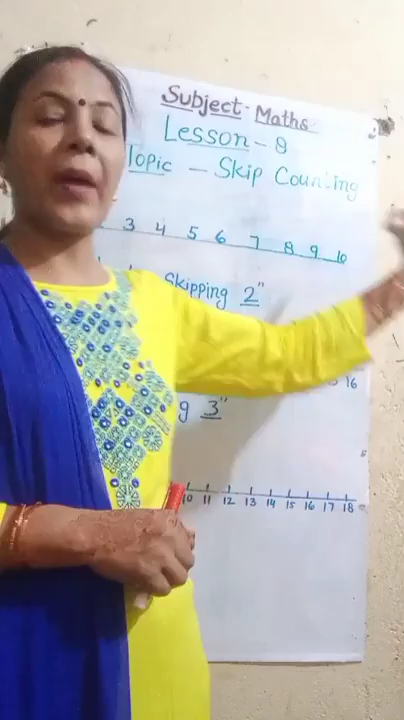 Subject- Maths
Lesson - 8
Topic - Skip Counting
3 4 5 6 7 8 9 10
Skipping 2"
16
g 3"
10 11 12 13 14 15 16 17 18